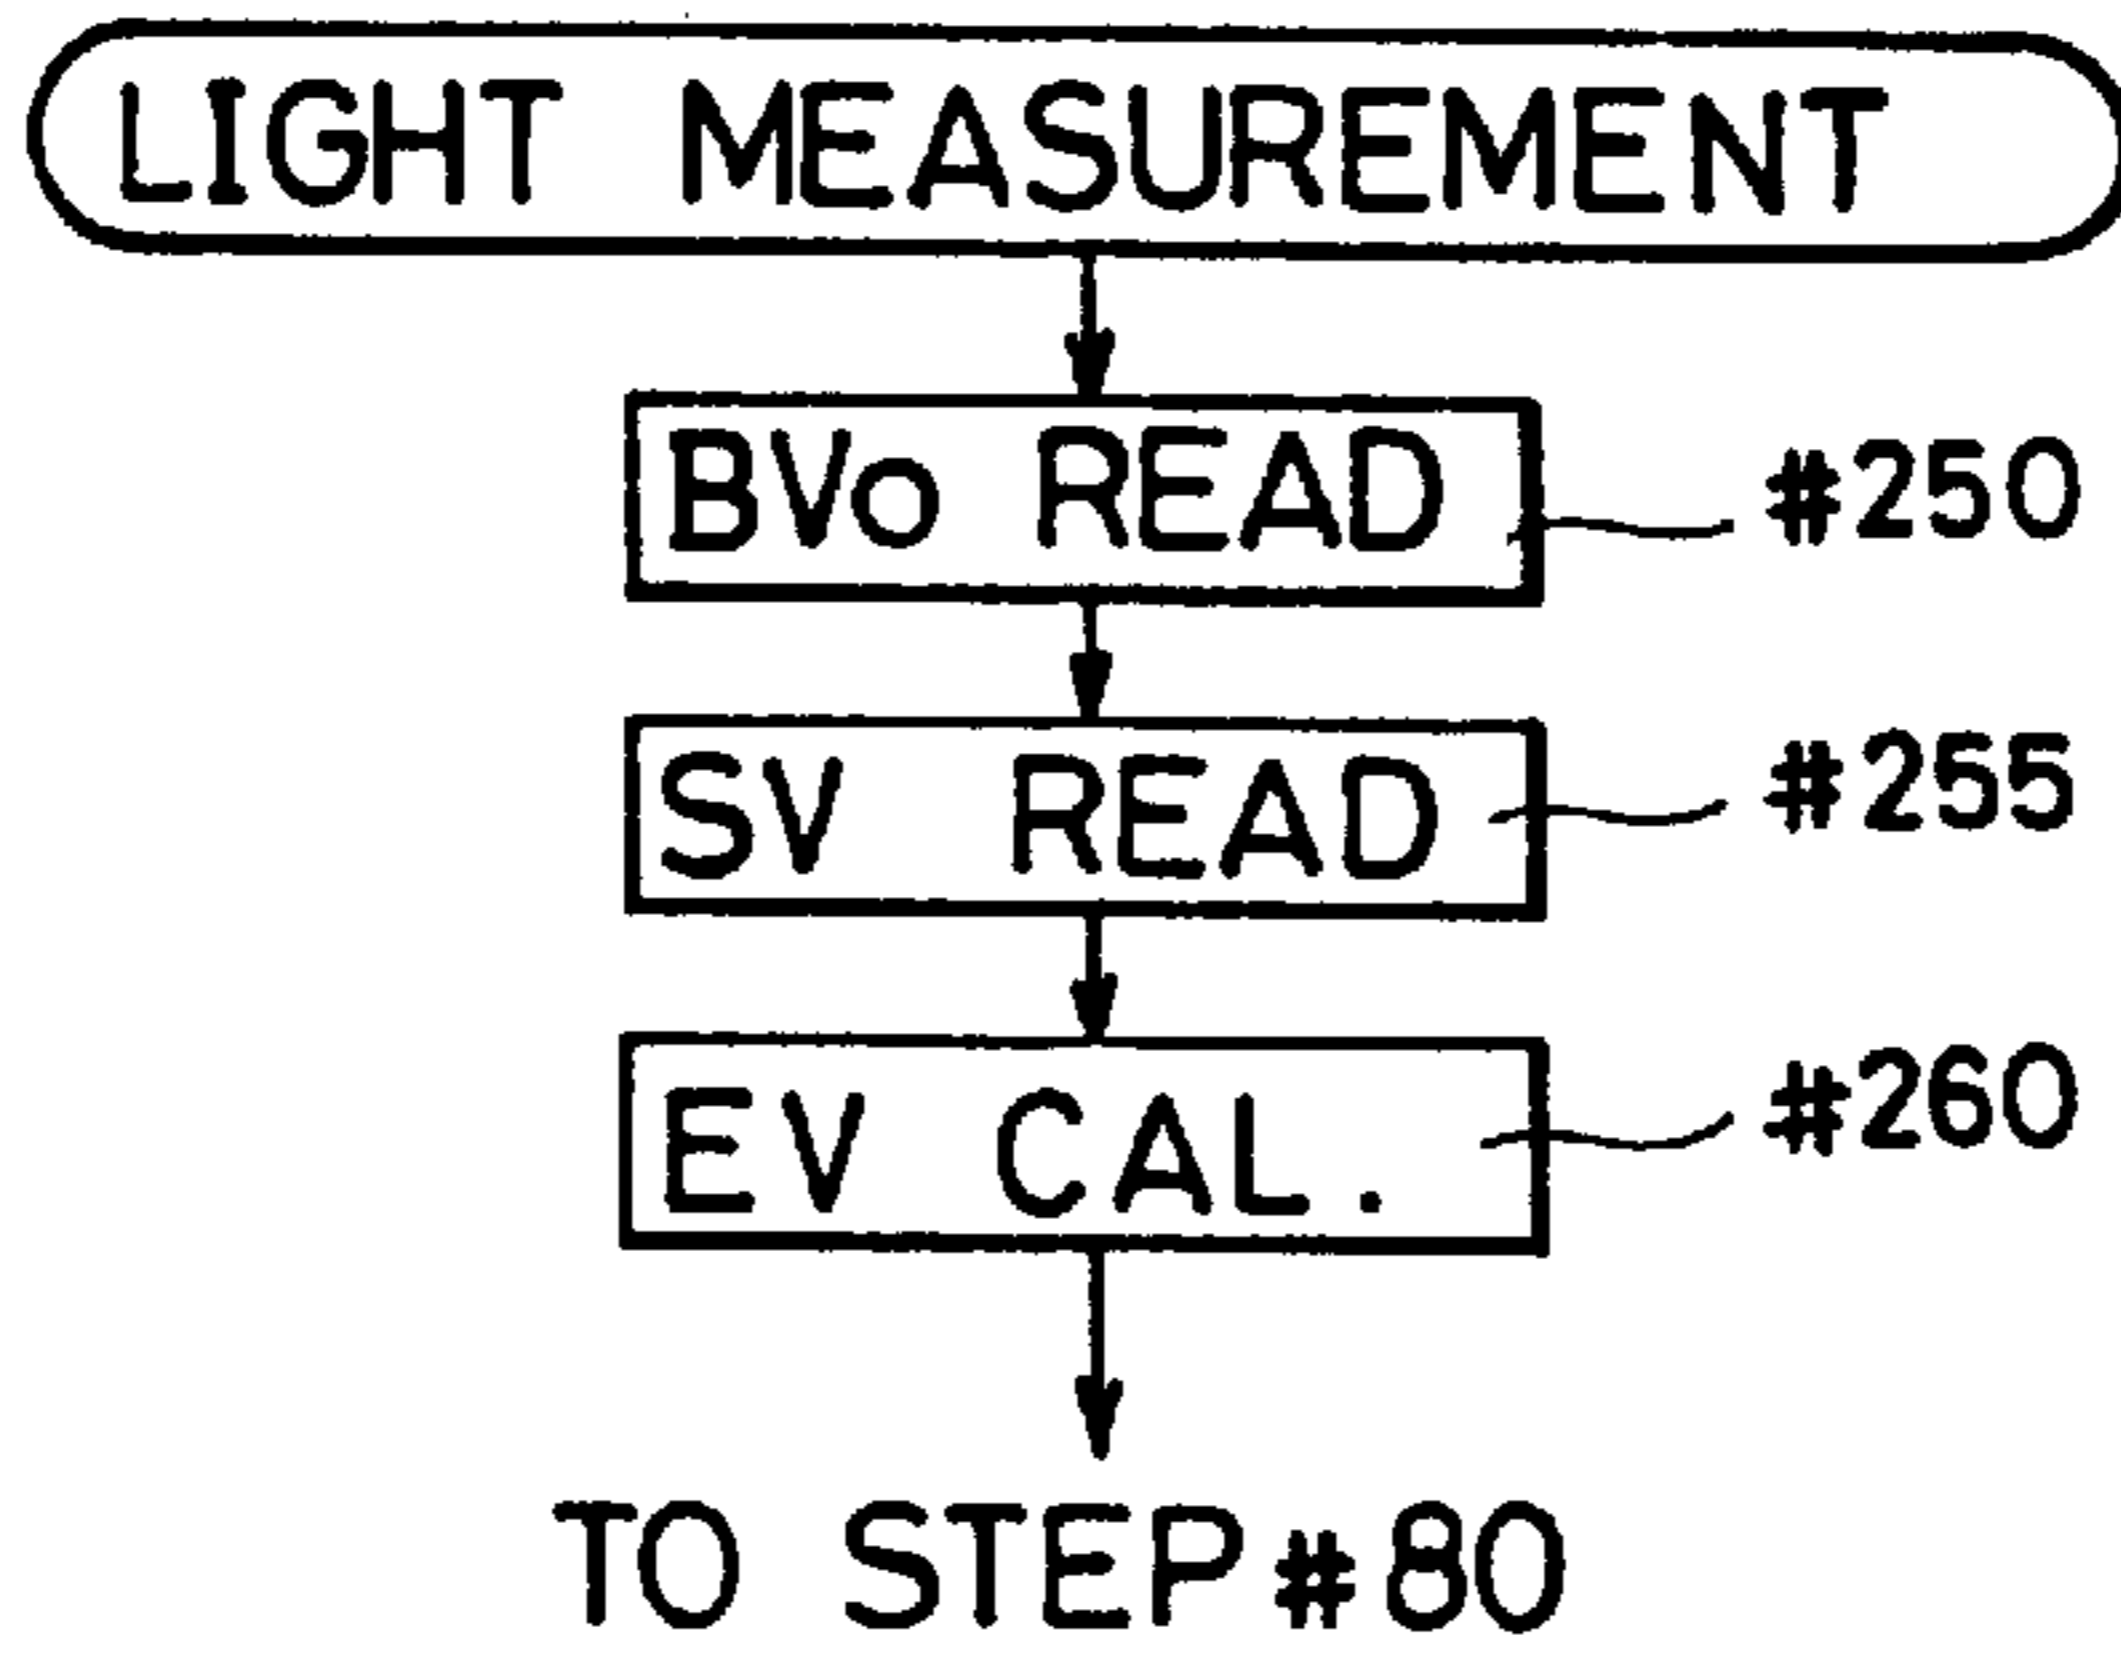 LIGHT MEASUREMENT
BVo READ #250
SV READ #255
EV CAL. #260
TO STEP #80